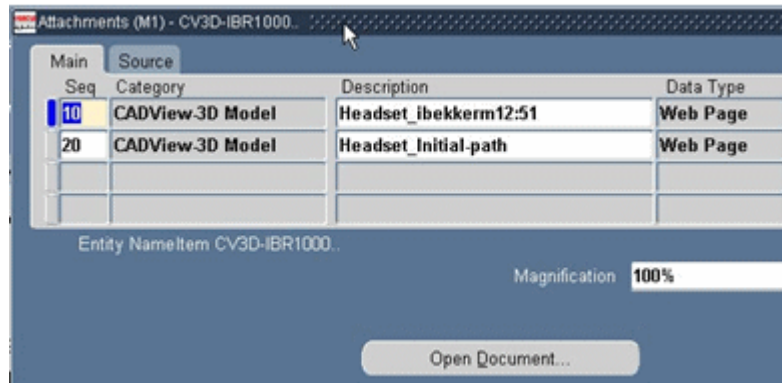 Attachments (M1) - CV3D-IBR1000..
Main Source
Seq Category Description Data Type
10 CADView-3D Model Headset_ibekkerm12:51 Web Page
20 CADView-3D Model Headset_Initial-path Web Page
Entity NameItem CV3D-IBR1000..
Magnification 100%
Open Document...